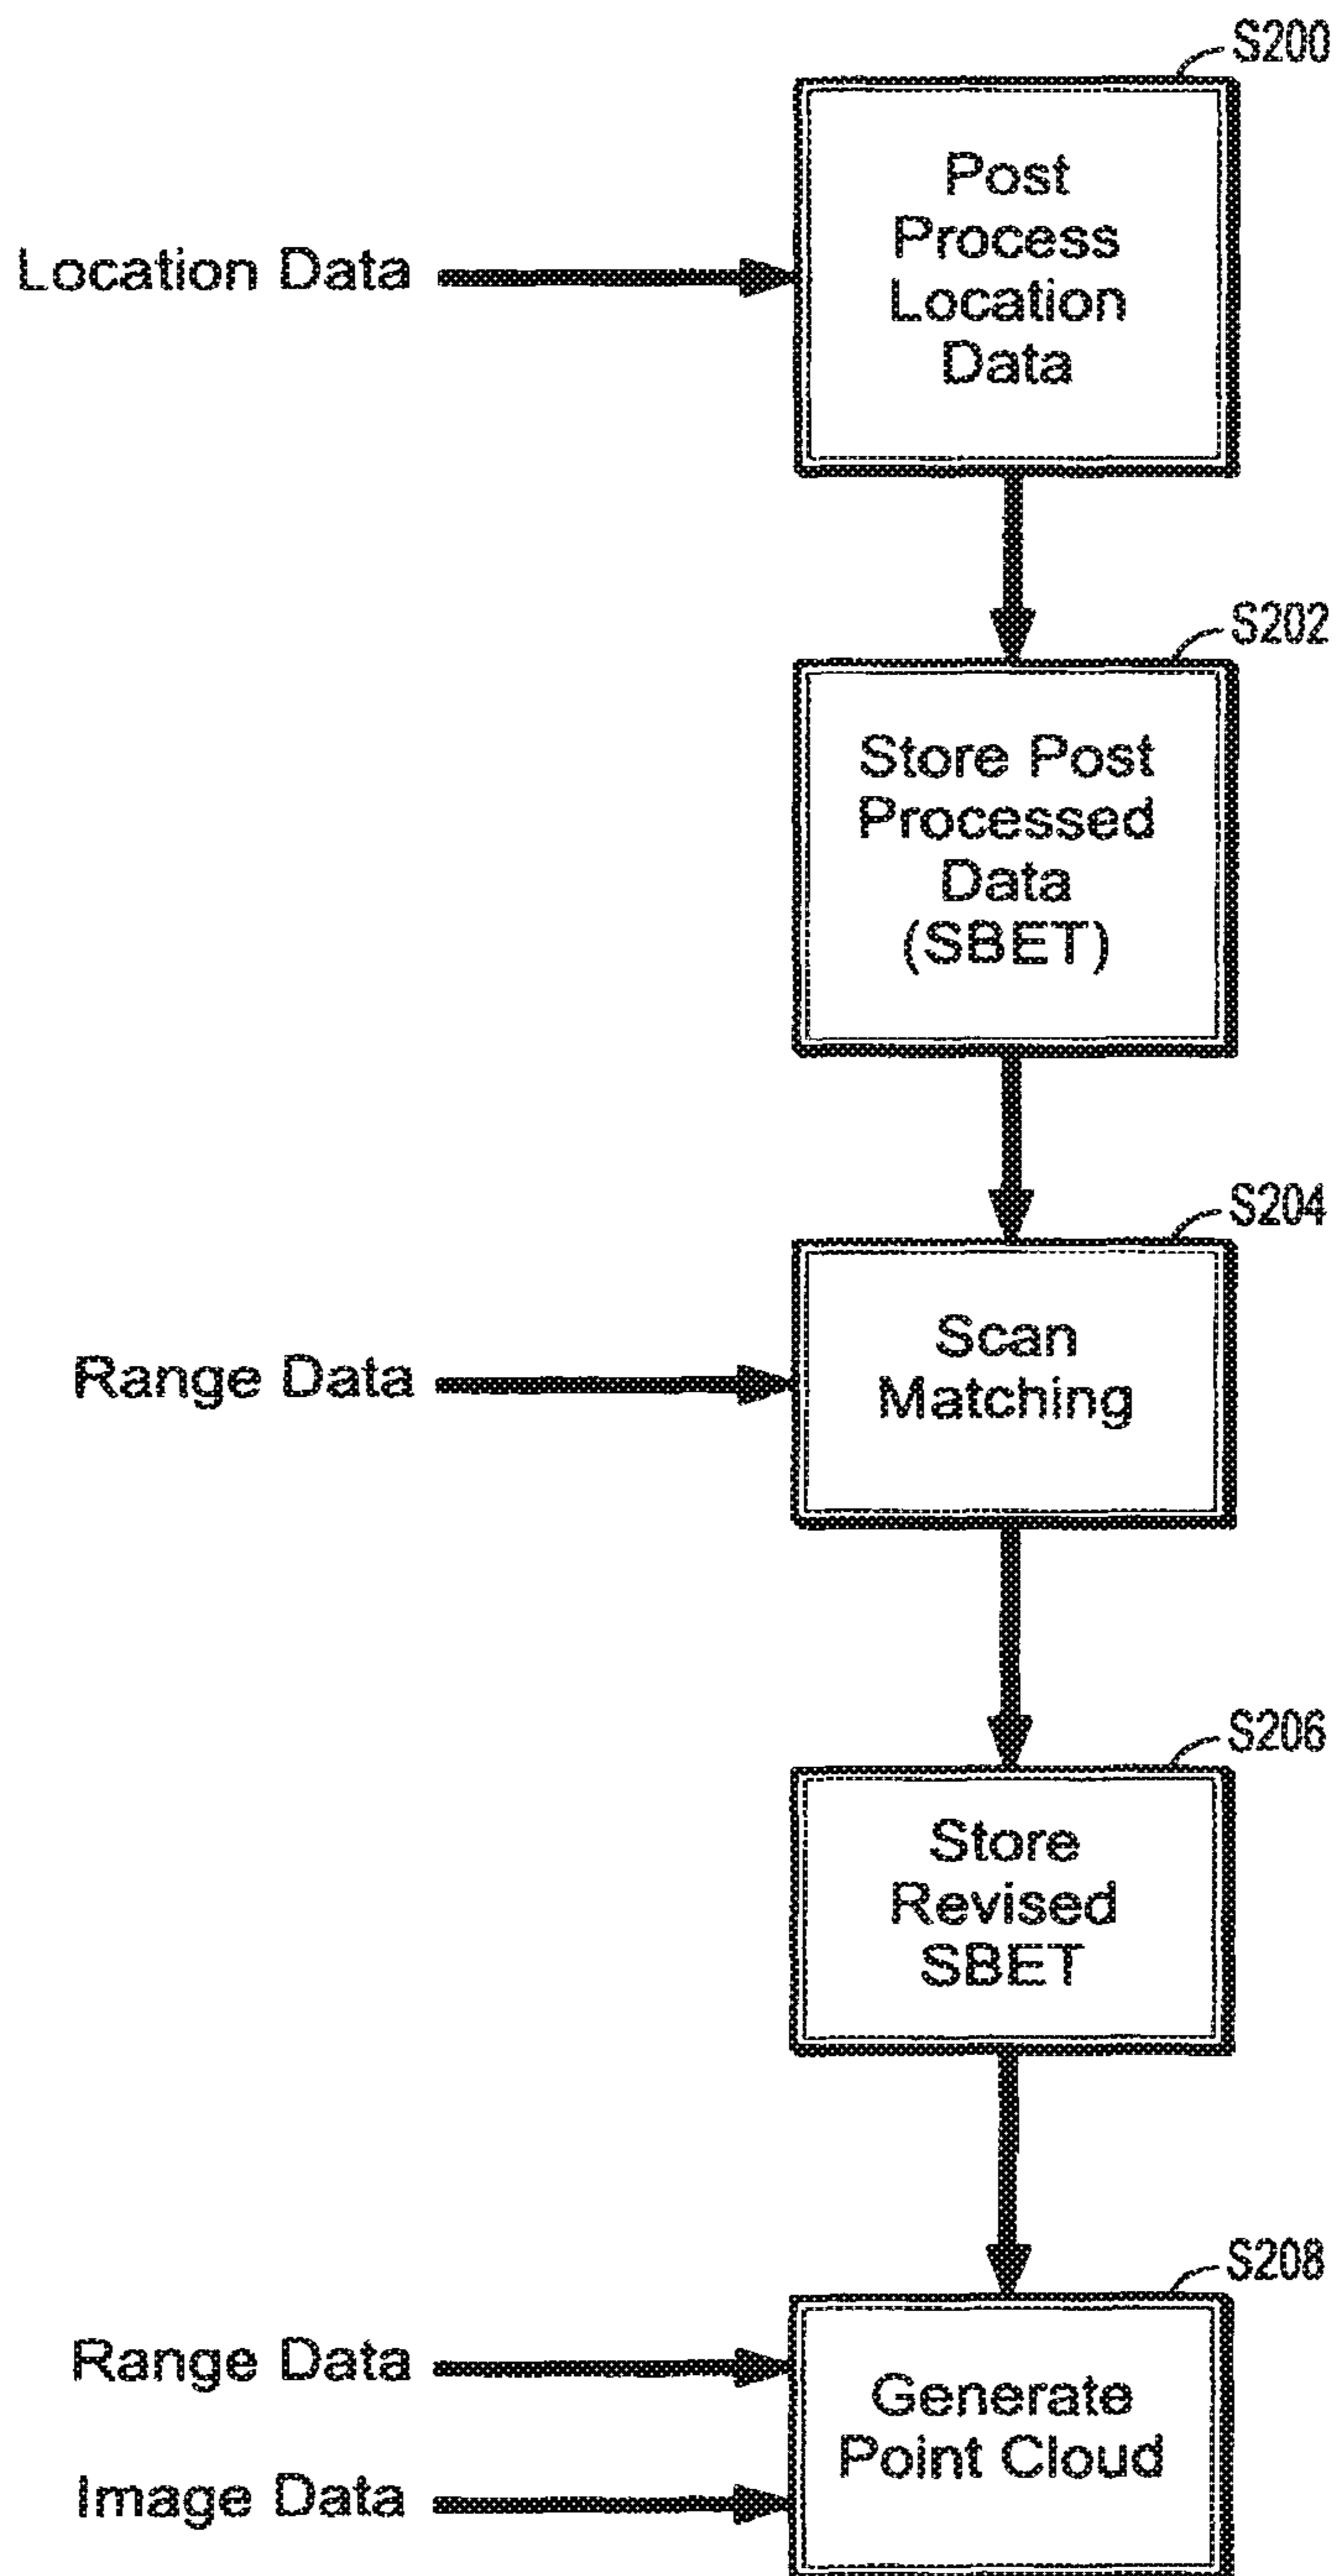 S200
Post
Process
Location
Data
Location Data
S202
Store Post
Processed
Data
(SBET)
S204
Scan
Matching
Range Data
S206
Store
Revised
SBET
S208
Range Data
Generate
Point Cloud
Image Data